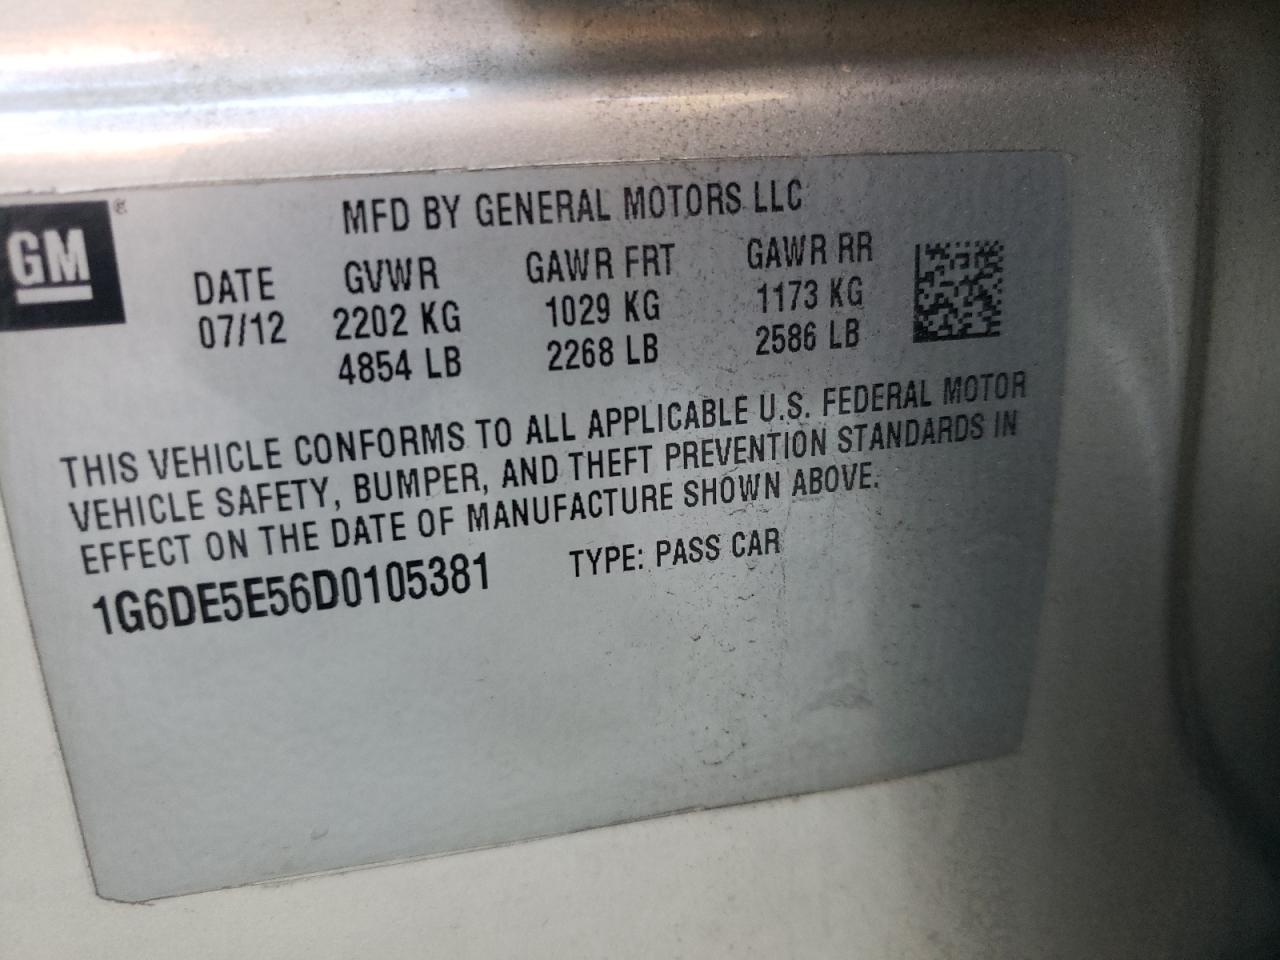 GM®
MFD BY GENERAL MOTORS LLC
DATE GVWR GAWR FRT GAWR RR
07/12 2202 KG 1029 KG 1173 KG
4854 LB 2268 LB 2586 LB
THIS VEHICLE CONFORMS TO ALL APPLICABLE U.S. FEDERAL MOTOR
VEHICLE SAFETY, BUMPER, AND THEFT PREVENTION STANDARDS IN
EFFECT ON THE DATE OF MANUFACTURE SHOWN ABOVE.
1G6DE5E56D0105381 TYPE: PASS CAR